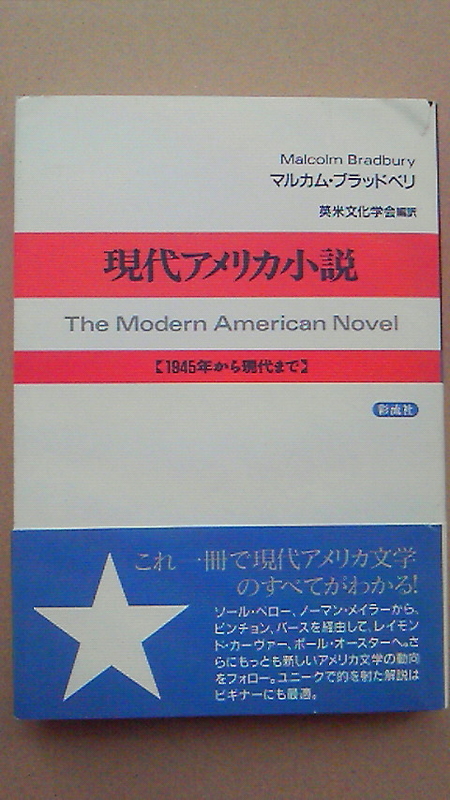 Malcolm Bradbury
マルカム・ブラッドベリ
英米文化学会編訳
現代アメリカ小説
The Modern American Novel
【1945年から現代まで】
彩流社
これ一冊で現代アメリカ文学
のすべてがわかる!
ソール・ベロー、ノーマン・メイラーから、
ピンチョン、バースを経由して、レイモン
ド・カーヴァー、ポール・オースターへ。さ
らにもっとも新しいアメリカ文学の動向
をフォロー。ユニークで的を射た解説は
ビギナーにも最適。